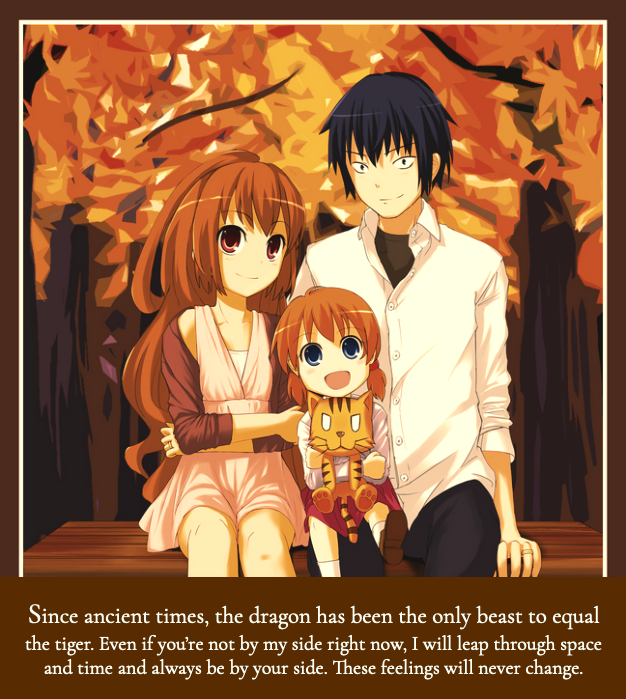 Since ancient times, the dragon has been the only beast to equal
the tiger. Even if you're not by my side right now, I will leap through space
and time and always be by your side. These feelings will never change.